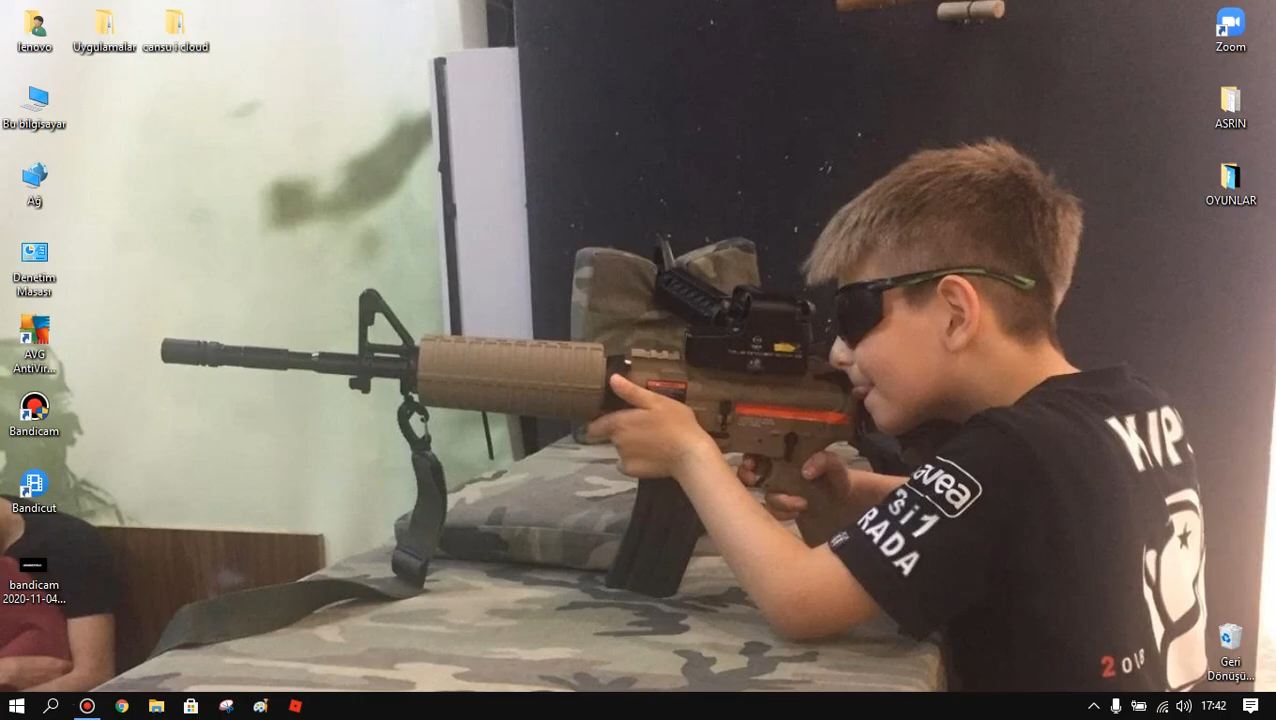 lenovo
Uygulamalar
cansu i cloud
Bu bilgisayar
Ağ
Denetim
Masası
AVG
AntiVir...
Bandicam
Bandicut
bandicam
2020-11-04...
Zoom
ASRIN
OYUNLAR
Geri
Dönüşü...
avea
RADA
2018
17:42